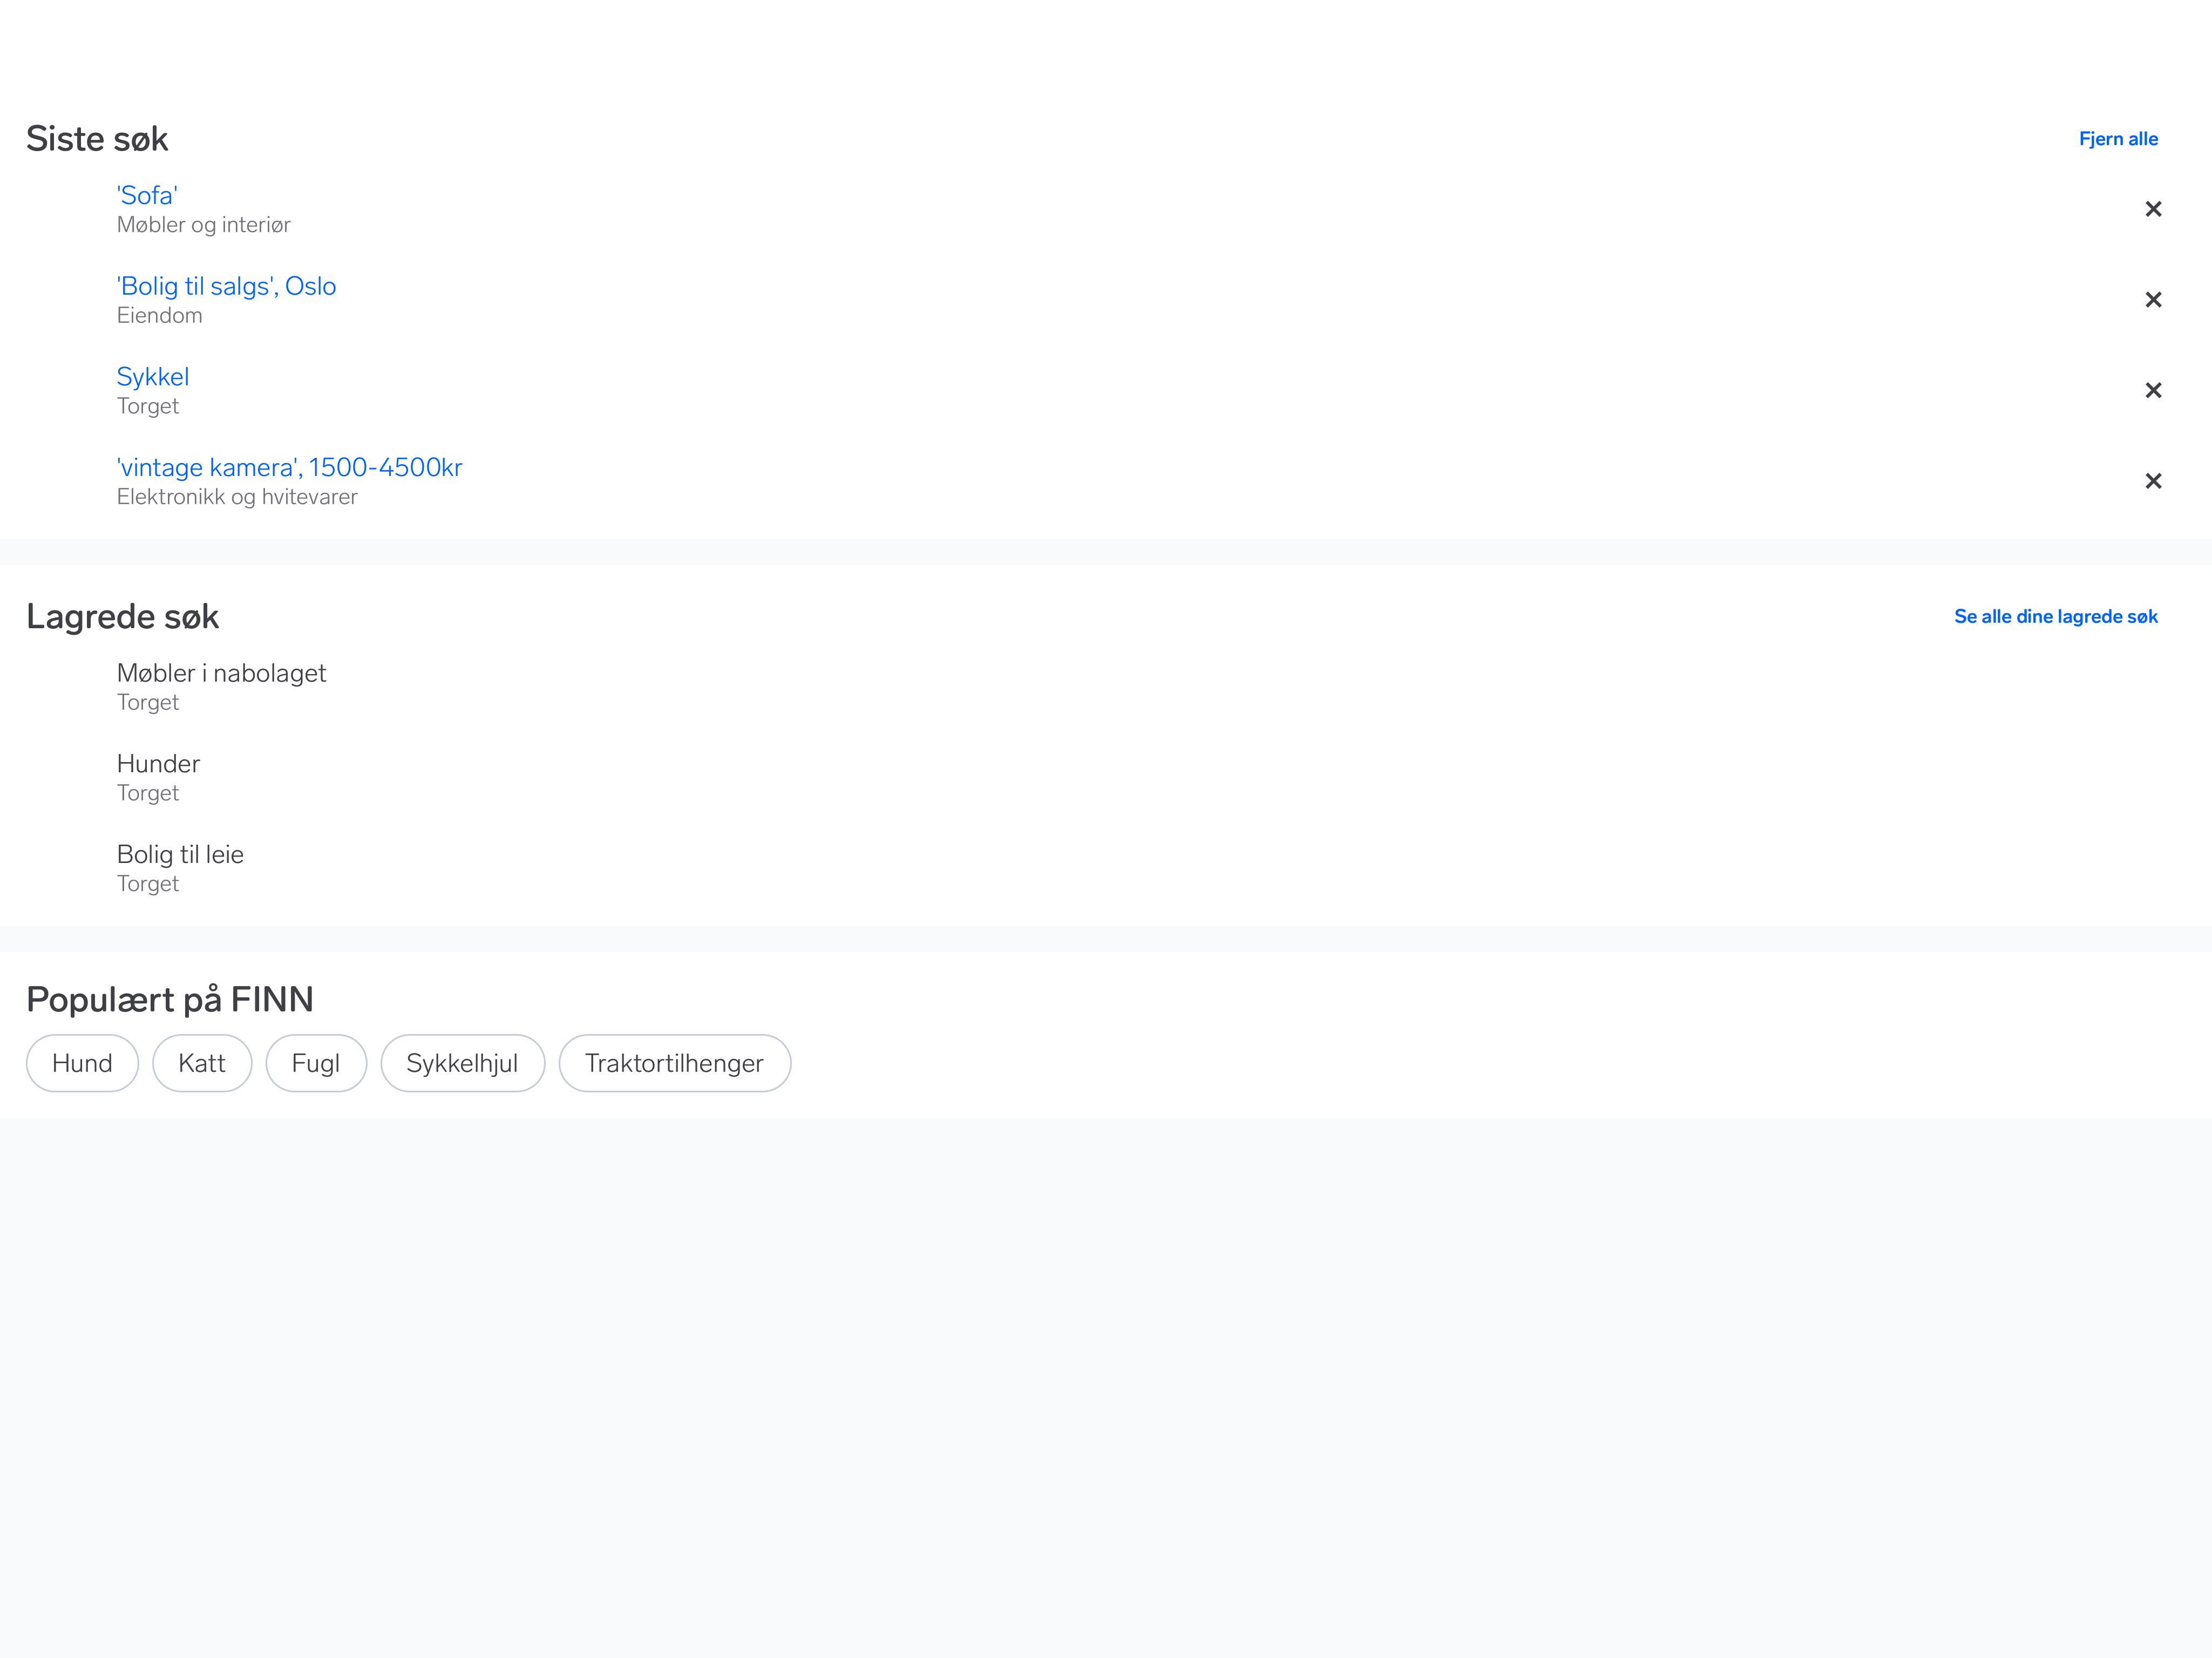 Siste søk
Fjern alle
'Sofa'
Møbler og interiør
'Bolig til salgs', Oslo
Eiendom
Sykkel
Torget
'vintage kamera', 1500-4500kr
Elektronikk og hvitevarer
Lagrede søk
Se alle dine lagrede søk
Møbler i nabolaget
Torget
Hunder
Torget
Bolig til leie
Torget
Populært på FINN
Hund
Katt
Fugl
Sykkelhjul
Traktortilhenger